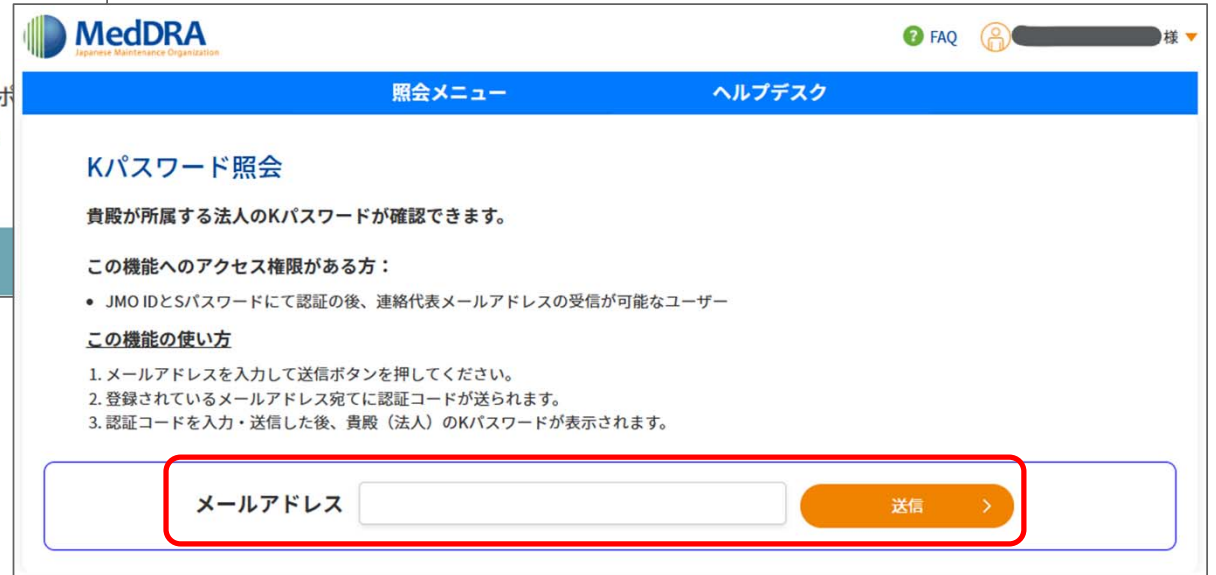 MedDRA
Japanese Maintenance Organization
? FAQ
様
ポ
照会メニュー
ヘルプデスク
Kパスワード照会
貴殿が所属する法人のKパスワードが確認できます。
この機能へのアクセス権限がある方：
• JMO IDとSパスワードにて認証の後、連絡代表メールアドレスの受信が可能なユーザー
この機能の使い方
1. メールアドレスを入力して送信ボタンを押してください。
2. 登録されているメールアドレス宛てに認証コードが送られます。
3. 認証コードを入力・送信した後、貴殿（法人）のKパスワードが表示されます。
メールアドレス
送信